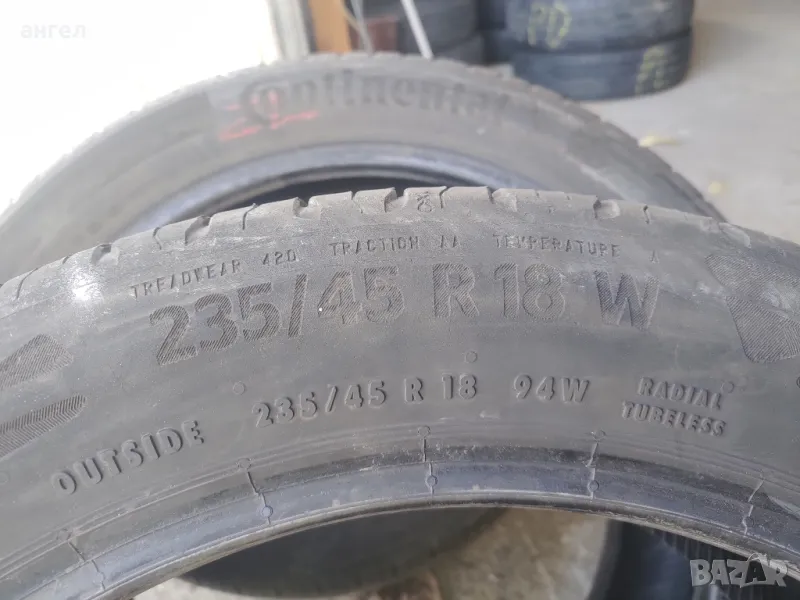 ангел
Continental
TREADWEAR 420 TRACTION AA TEMPERATURE A
235/45 R 18 W
OUTSIDE 235/45 R 18 94W RADIAL TUBELESS
BAZAR